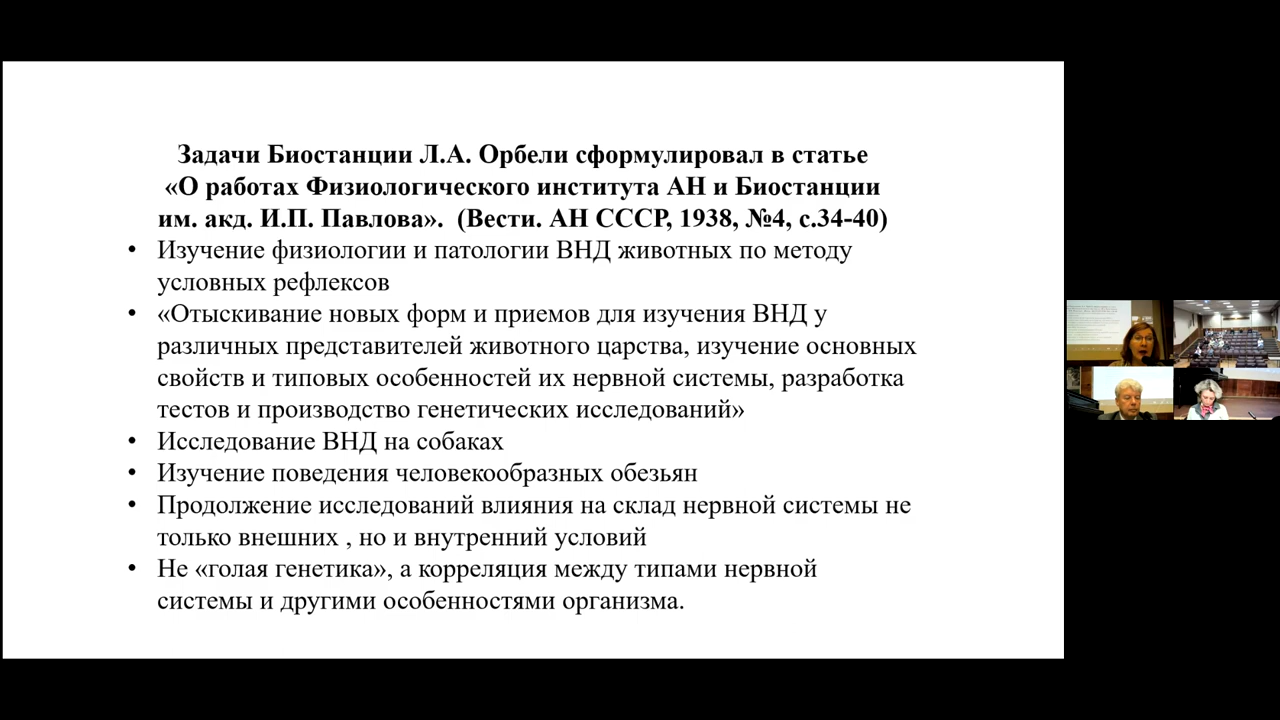 Задачи Биостанции Л.А. Орбели сформулировал в статье
«О работах Физиологического института АН и Биостанции
им. акд. И.П. Павлова». (Вести. АН СССР, 1938, №4, с.34-40)
• Изучение физиологии и патологии ВНД животных по методу
условных рефлексов
• «Отыскивание новых форм и приемов для изучения ВНД у
различных представителей животного царства, изучение основных
свойств и типовых особенностей их нервной системы, разработка
тестов и производство генетических исследований»
• Исследование ВНД на собаках
• Изучение поведения человекообразных обезьян
• Продолжение исследований влияния на склад нервной системы не
только внешних , но и внутренний условий
• Не «голая генетика», а корреляция между типами нервной
системы и другими особенностями организма.